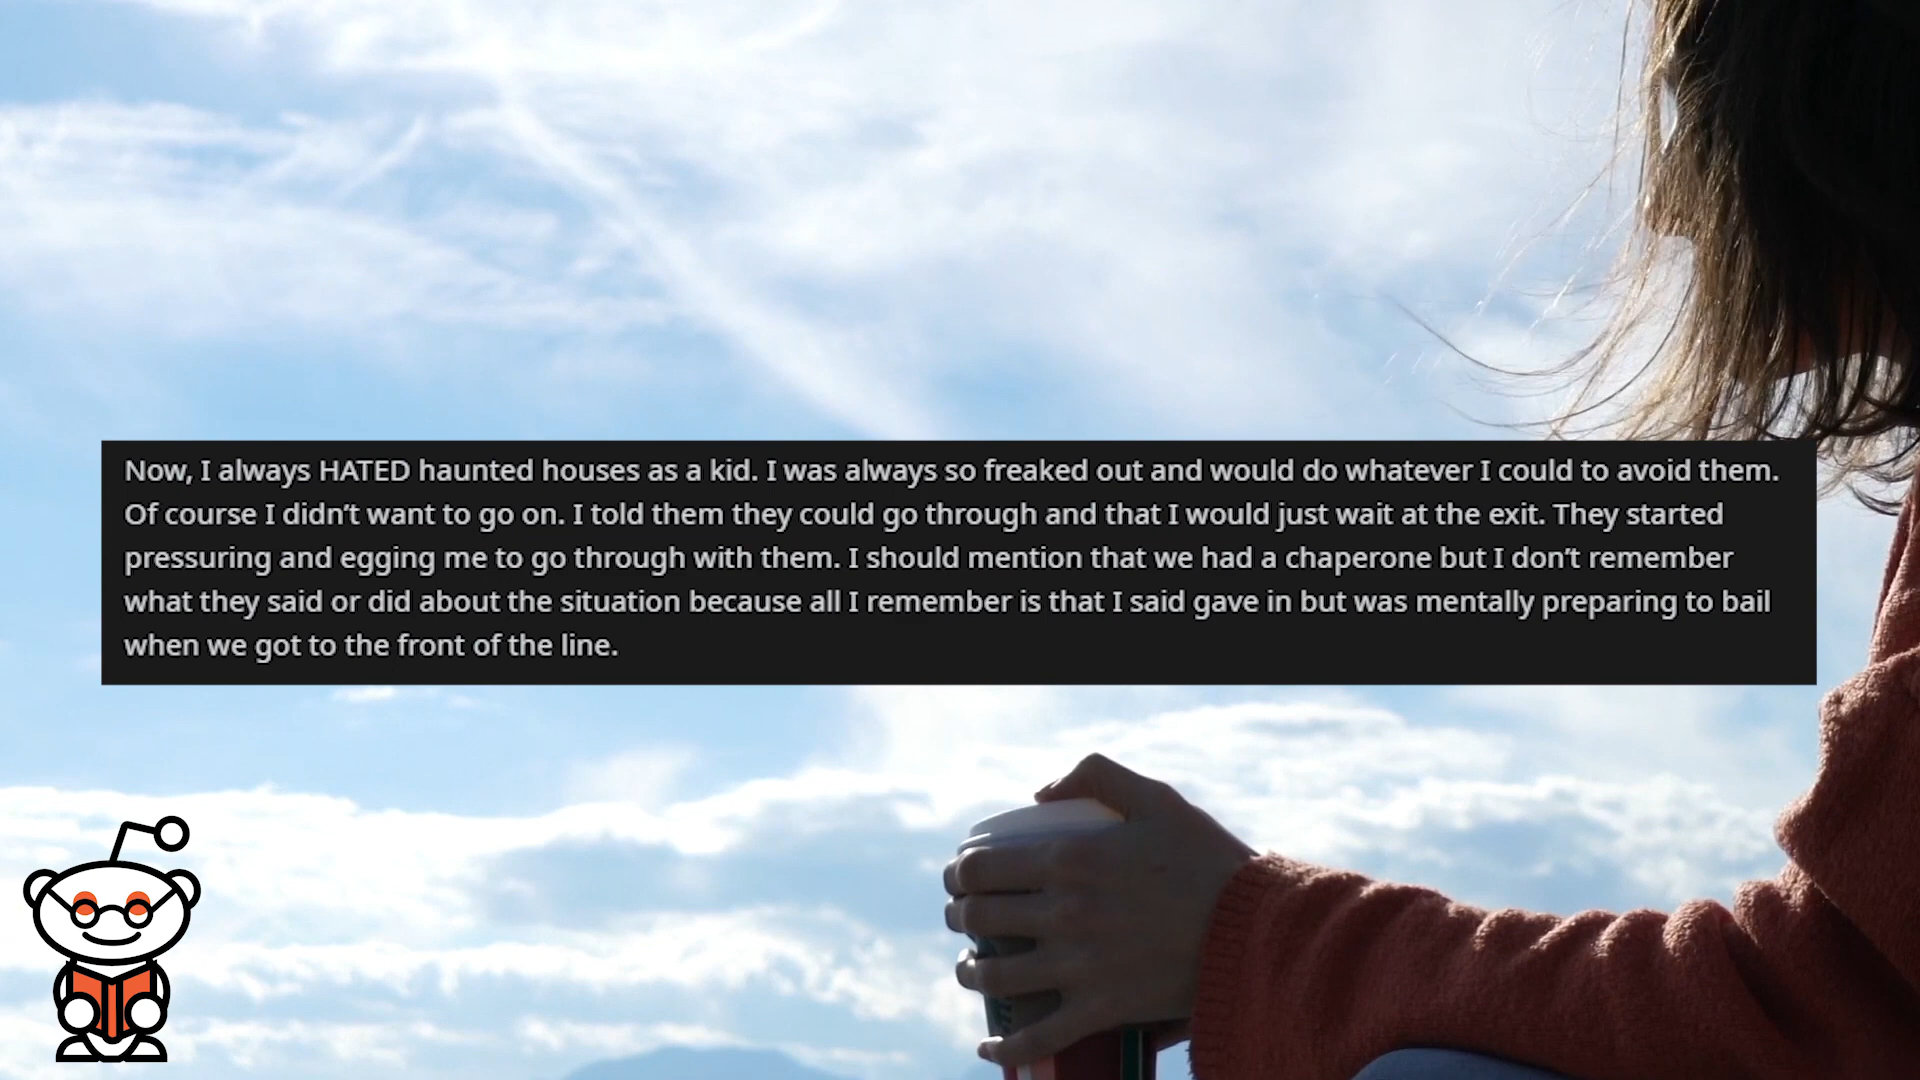 Now, I always HATED haunted houses as a kid. I was always so freaked out and would do whatever I could to avoid them.
Of course I didn’t want to go on. I told them they could go through and that I would just wait at the exit. They started
pressuring and egging me to go through with them. I should mention that we had a chaperone but I don’t remember
what they said or did about the situation because all I remember is that I said gave in but was mentally preparing to bail
when we got to the front of the line.